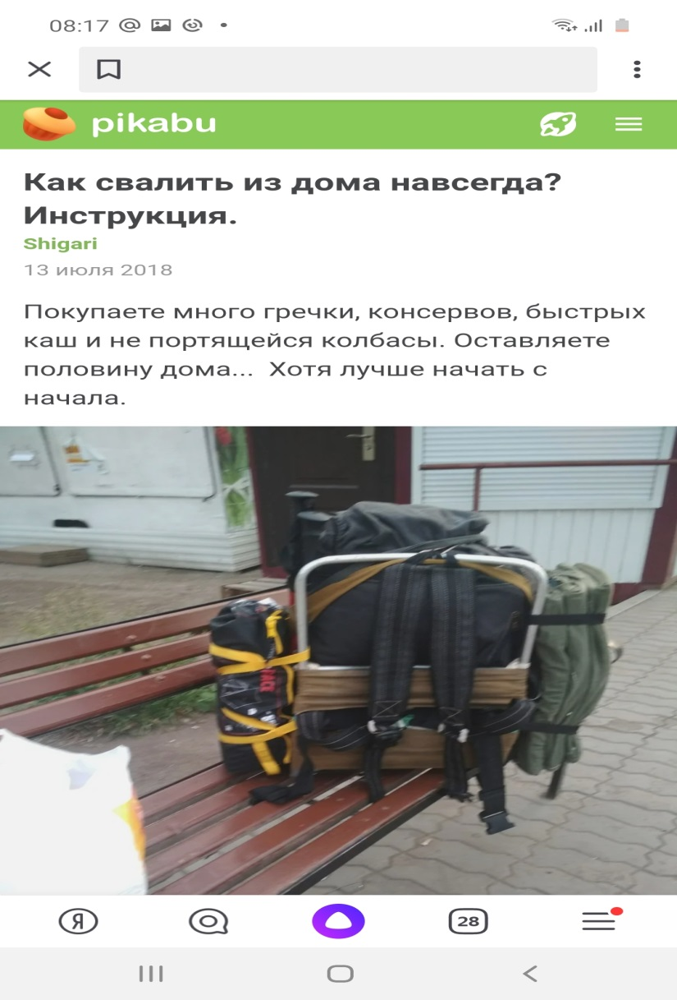 08:17
pikabu
Как свалить из дома навсегда?
Инструкция.
Shigari
13 июля 2018
Покупаете много гречки, консервов, быстрых
каш и не портящейся колбасы. Оставляете
половину дома... Хотя лучше начать с
начала.
Я
28